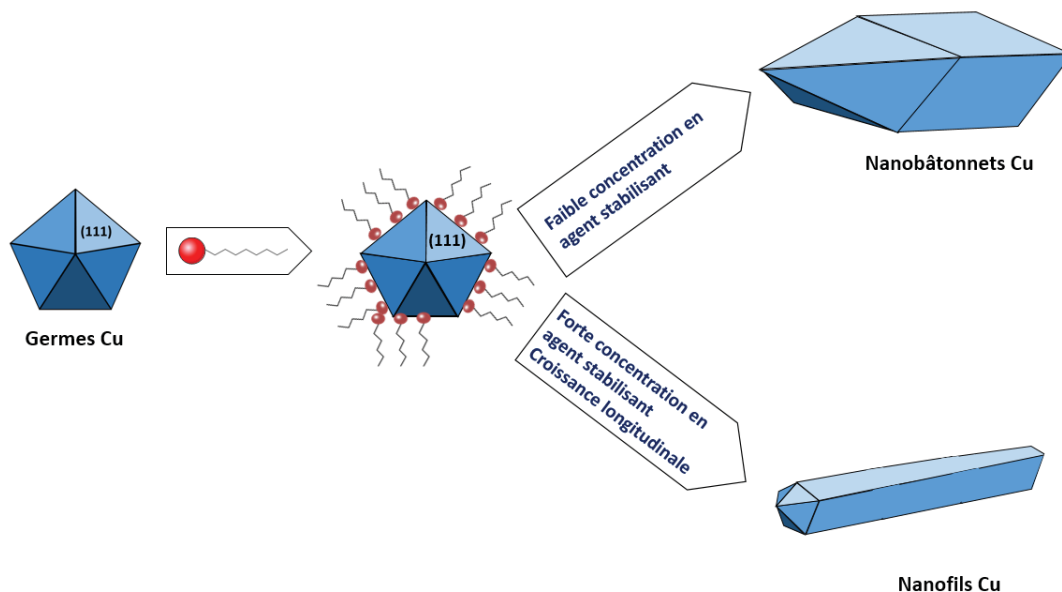 (111)
Germes Cu
(111)
Faible concentration en
agent stabilisant
Nanobâtonnets Cu
Forte concentration en
agent stabilisant
Croissance longitudinale
Nanofils Cu